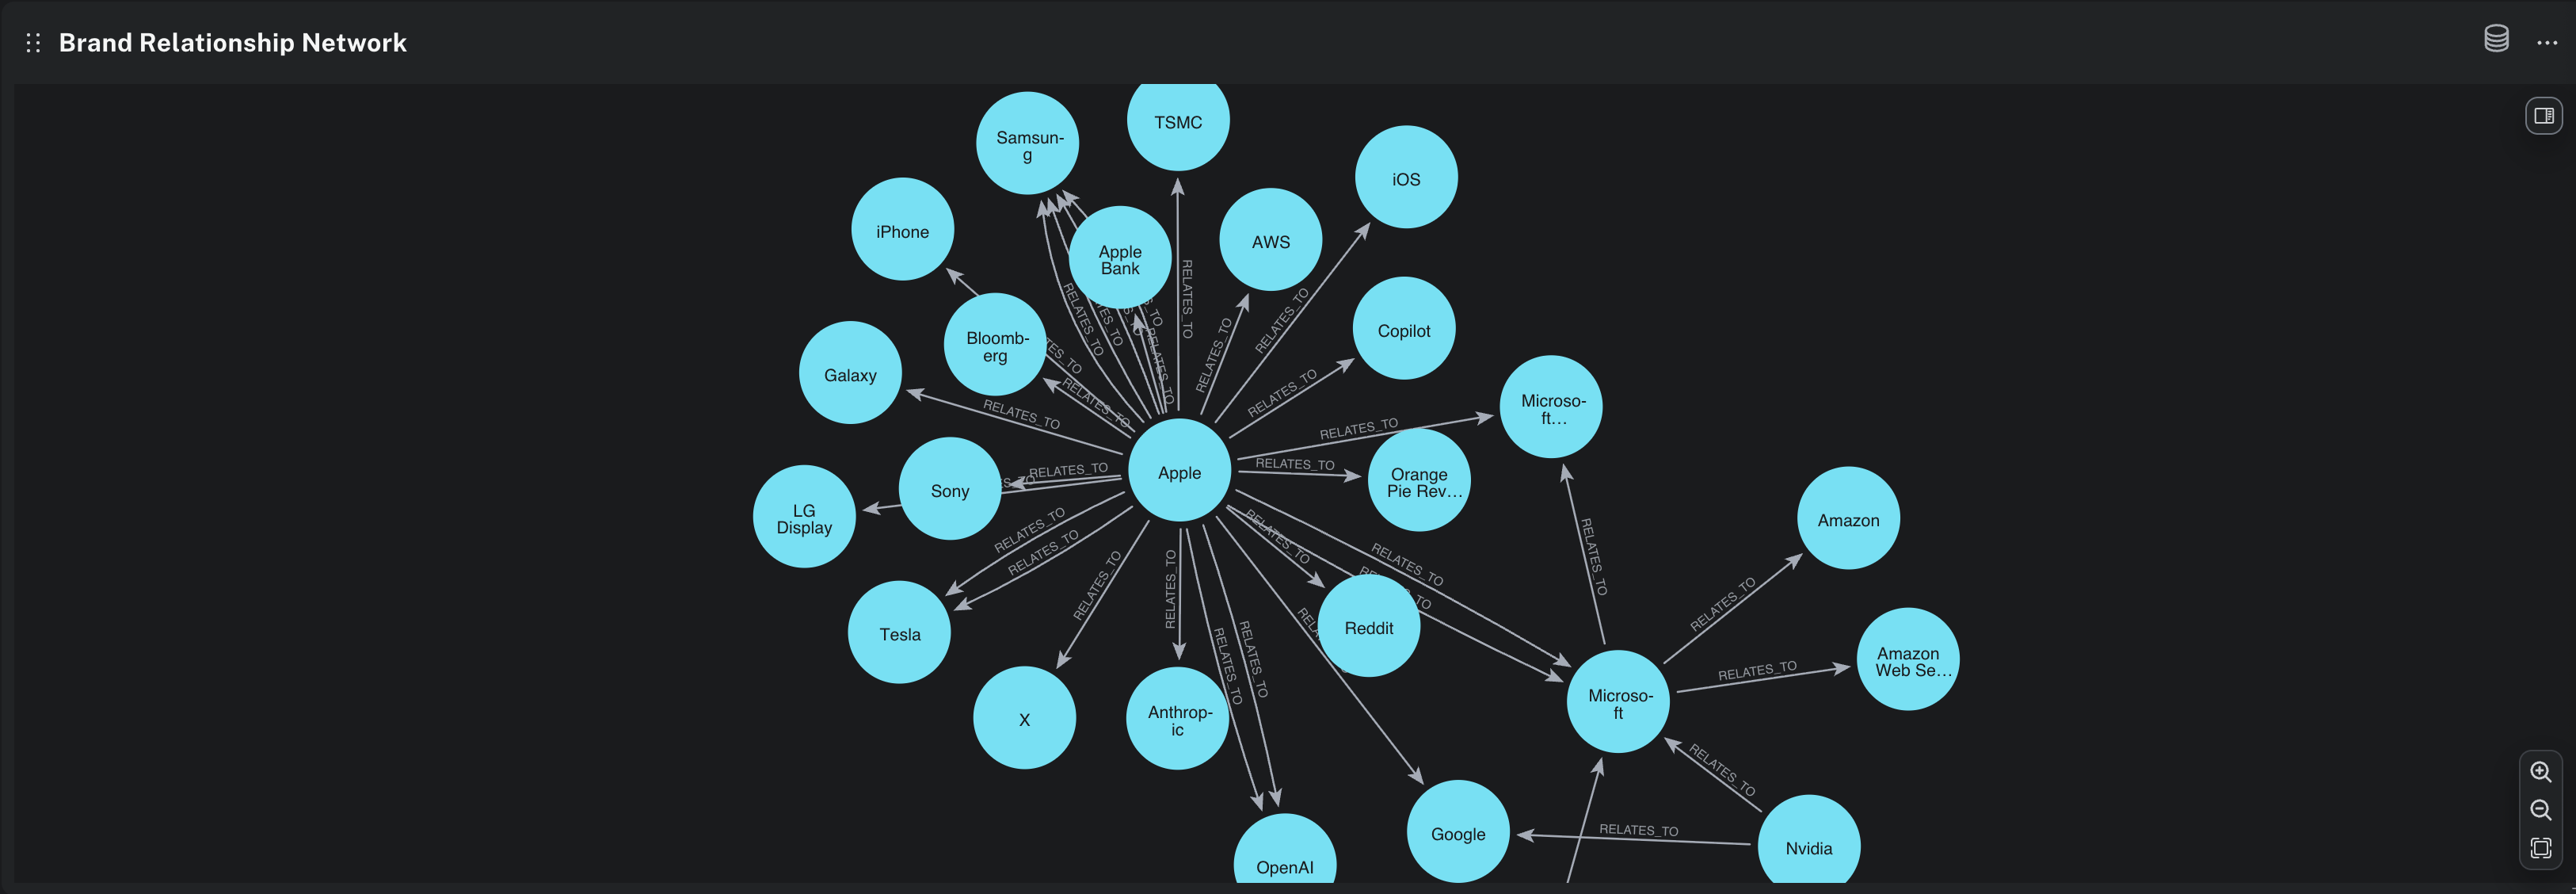 Brand Relationship Network
TSMC
Samsun-
g
iOS
iPhone
AWS
Apple
Bank
RELATES_TO
RELATES_TO
RELATES_TO
RELATES_TO
Copilot
Bloomb-
erg
RELATES_TO
RELATES_TO
RELATES_TO
Galaxy
RELATES_TO
Microso-
ft...
RELATES_TO
Apple
RELATES_TO
RELATES_TO
Orange
Pie Rev...
Sony
LG
Display
RELATES_TO
RELATES_TO
RELATES_TO
RELATES_TO
RELATES_TO
Amazon
RELATES_TO
RELATES_TO
RELATES_TO
RELATES_TO
Tesla
Reddit
RELATES_TO
RELATES_TO
Amazon
Web Se...
RELATES_TO
X
Anthrop-
ic
Microso-
ft
RELATES_TO
OpenAI
Google
RELATES_TO
Nvidia